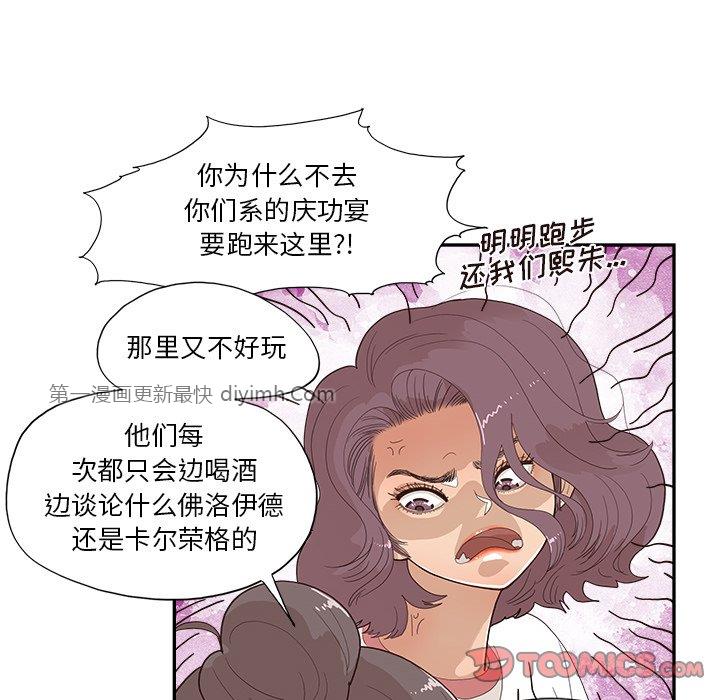 你为什么不去
你们系的庆功宴
要跑来这里?!
明明跑步
还我们熙朱...
那里又不好玩
第一漫画更新最快 diyimh.Com
他们每
次都只会边喝酒
边谈论什么佛洛伊德
还是卡尔荣格的
TOOMICS.COM